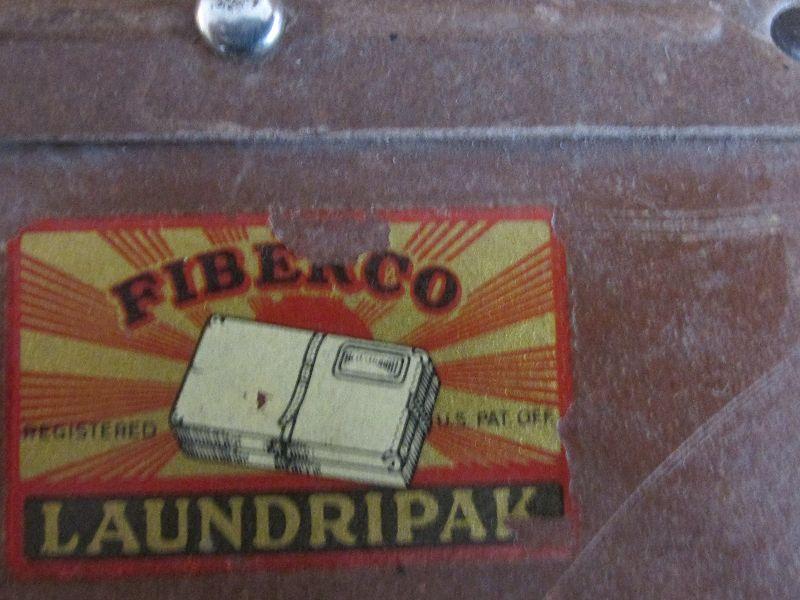 FIBERCO
REGISTERED U.S. PAT. OFF.
LAUNDRIPAK